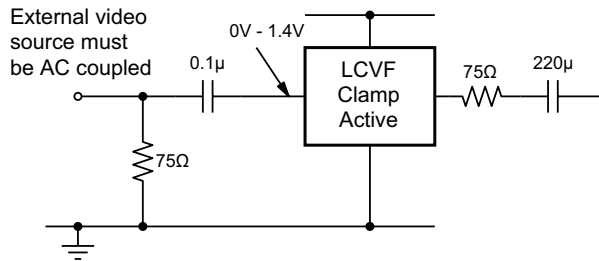 External video
source must
be AC coupled
0V - 1.4V
0.1µ
LCVF
Clamp
Active
75Ω
220µ
75Ω